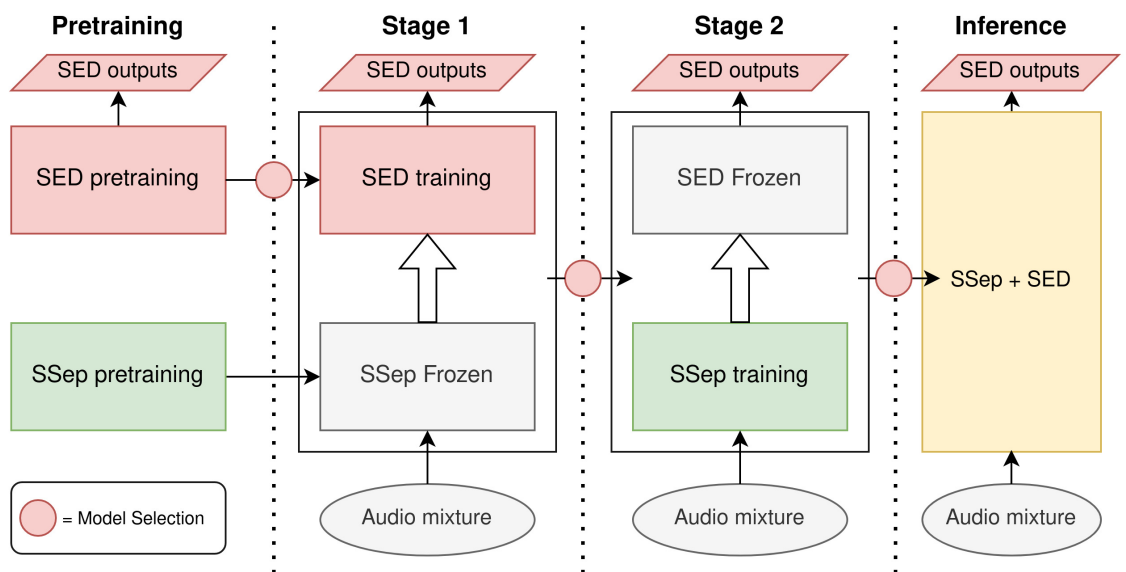 Pretraining
Stage 1
Stage 2
Inference
SED outputs
SED outputs
SED outputs
SED outputs
SED pretraining
SED training
SED Frozen
SSep + SED
SSep pretraining
SSep Frozen
SSep training
= Model Selection
Audio mixture
Audio mixture
Audio mixture